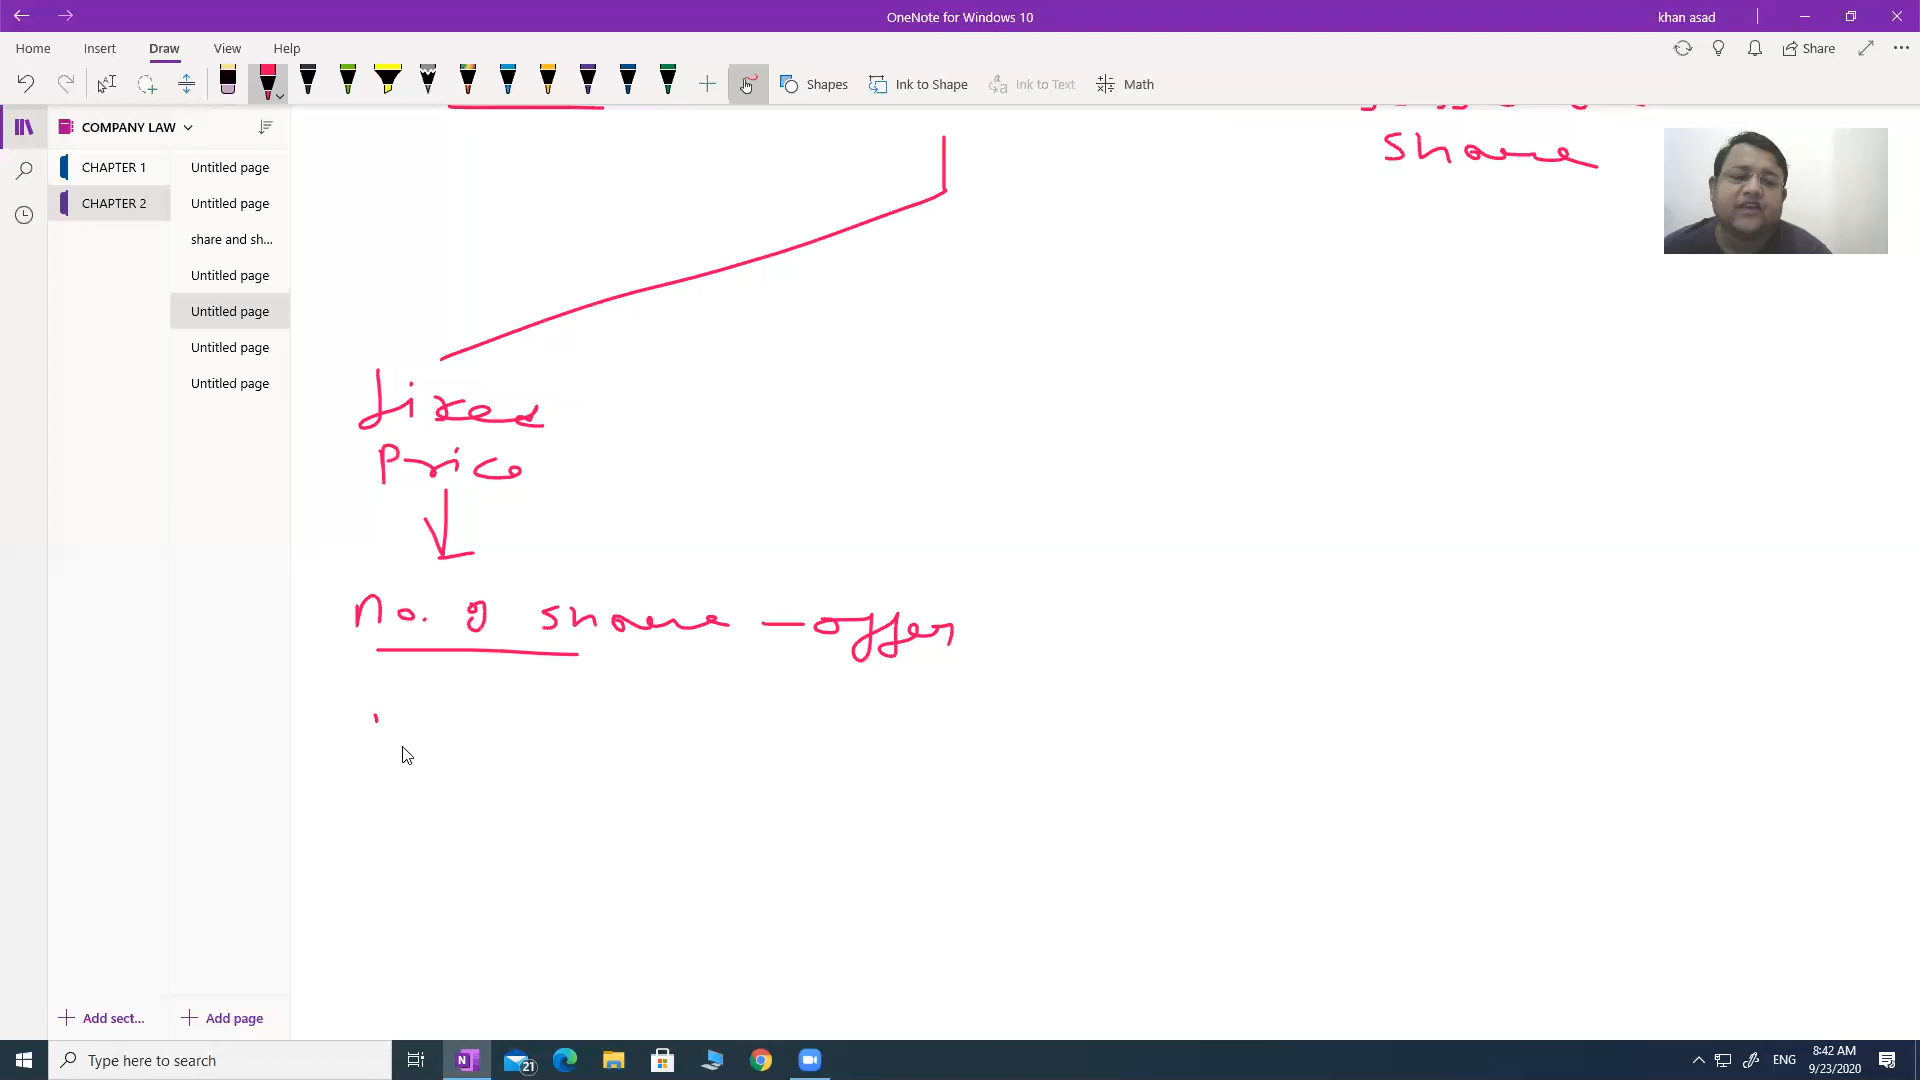 OneNote for Windows 10
khan asad
Home Insert Draw View Help
Share
Shapes Ink to Shape Ink to Text Math
COMPANY LAW
CHAPTER 1
CHAPTER 2
Untitled page
Untitled page
share and sh...
Untitled page
Untitled page
Untitled page
Untitled page
share
fixed
Price
No. of share - offer
Add sect...
Add page
Type here to search
21
ENG
8:42 AM
9/23/2020